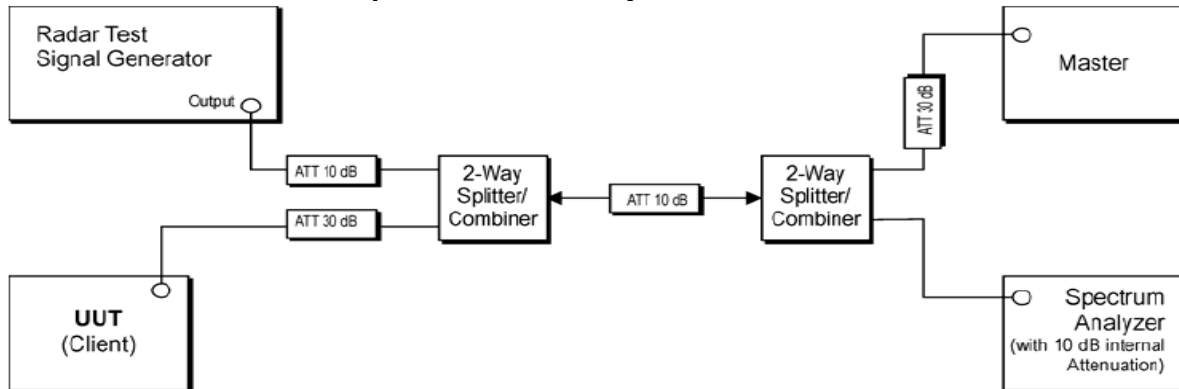 Radar Test
Signal Generator
Output
ATT 10 dB
ATT 30 dB
UUT
(Client)
2-Way
Splitter/
Combiner
ATT 10 dB
2-Way
Splitter/
Combiner
ATT 30 dB
Master
Spectrum
Analyzer
(with 10 dB internal
Attenuation)